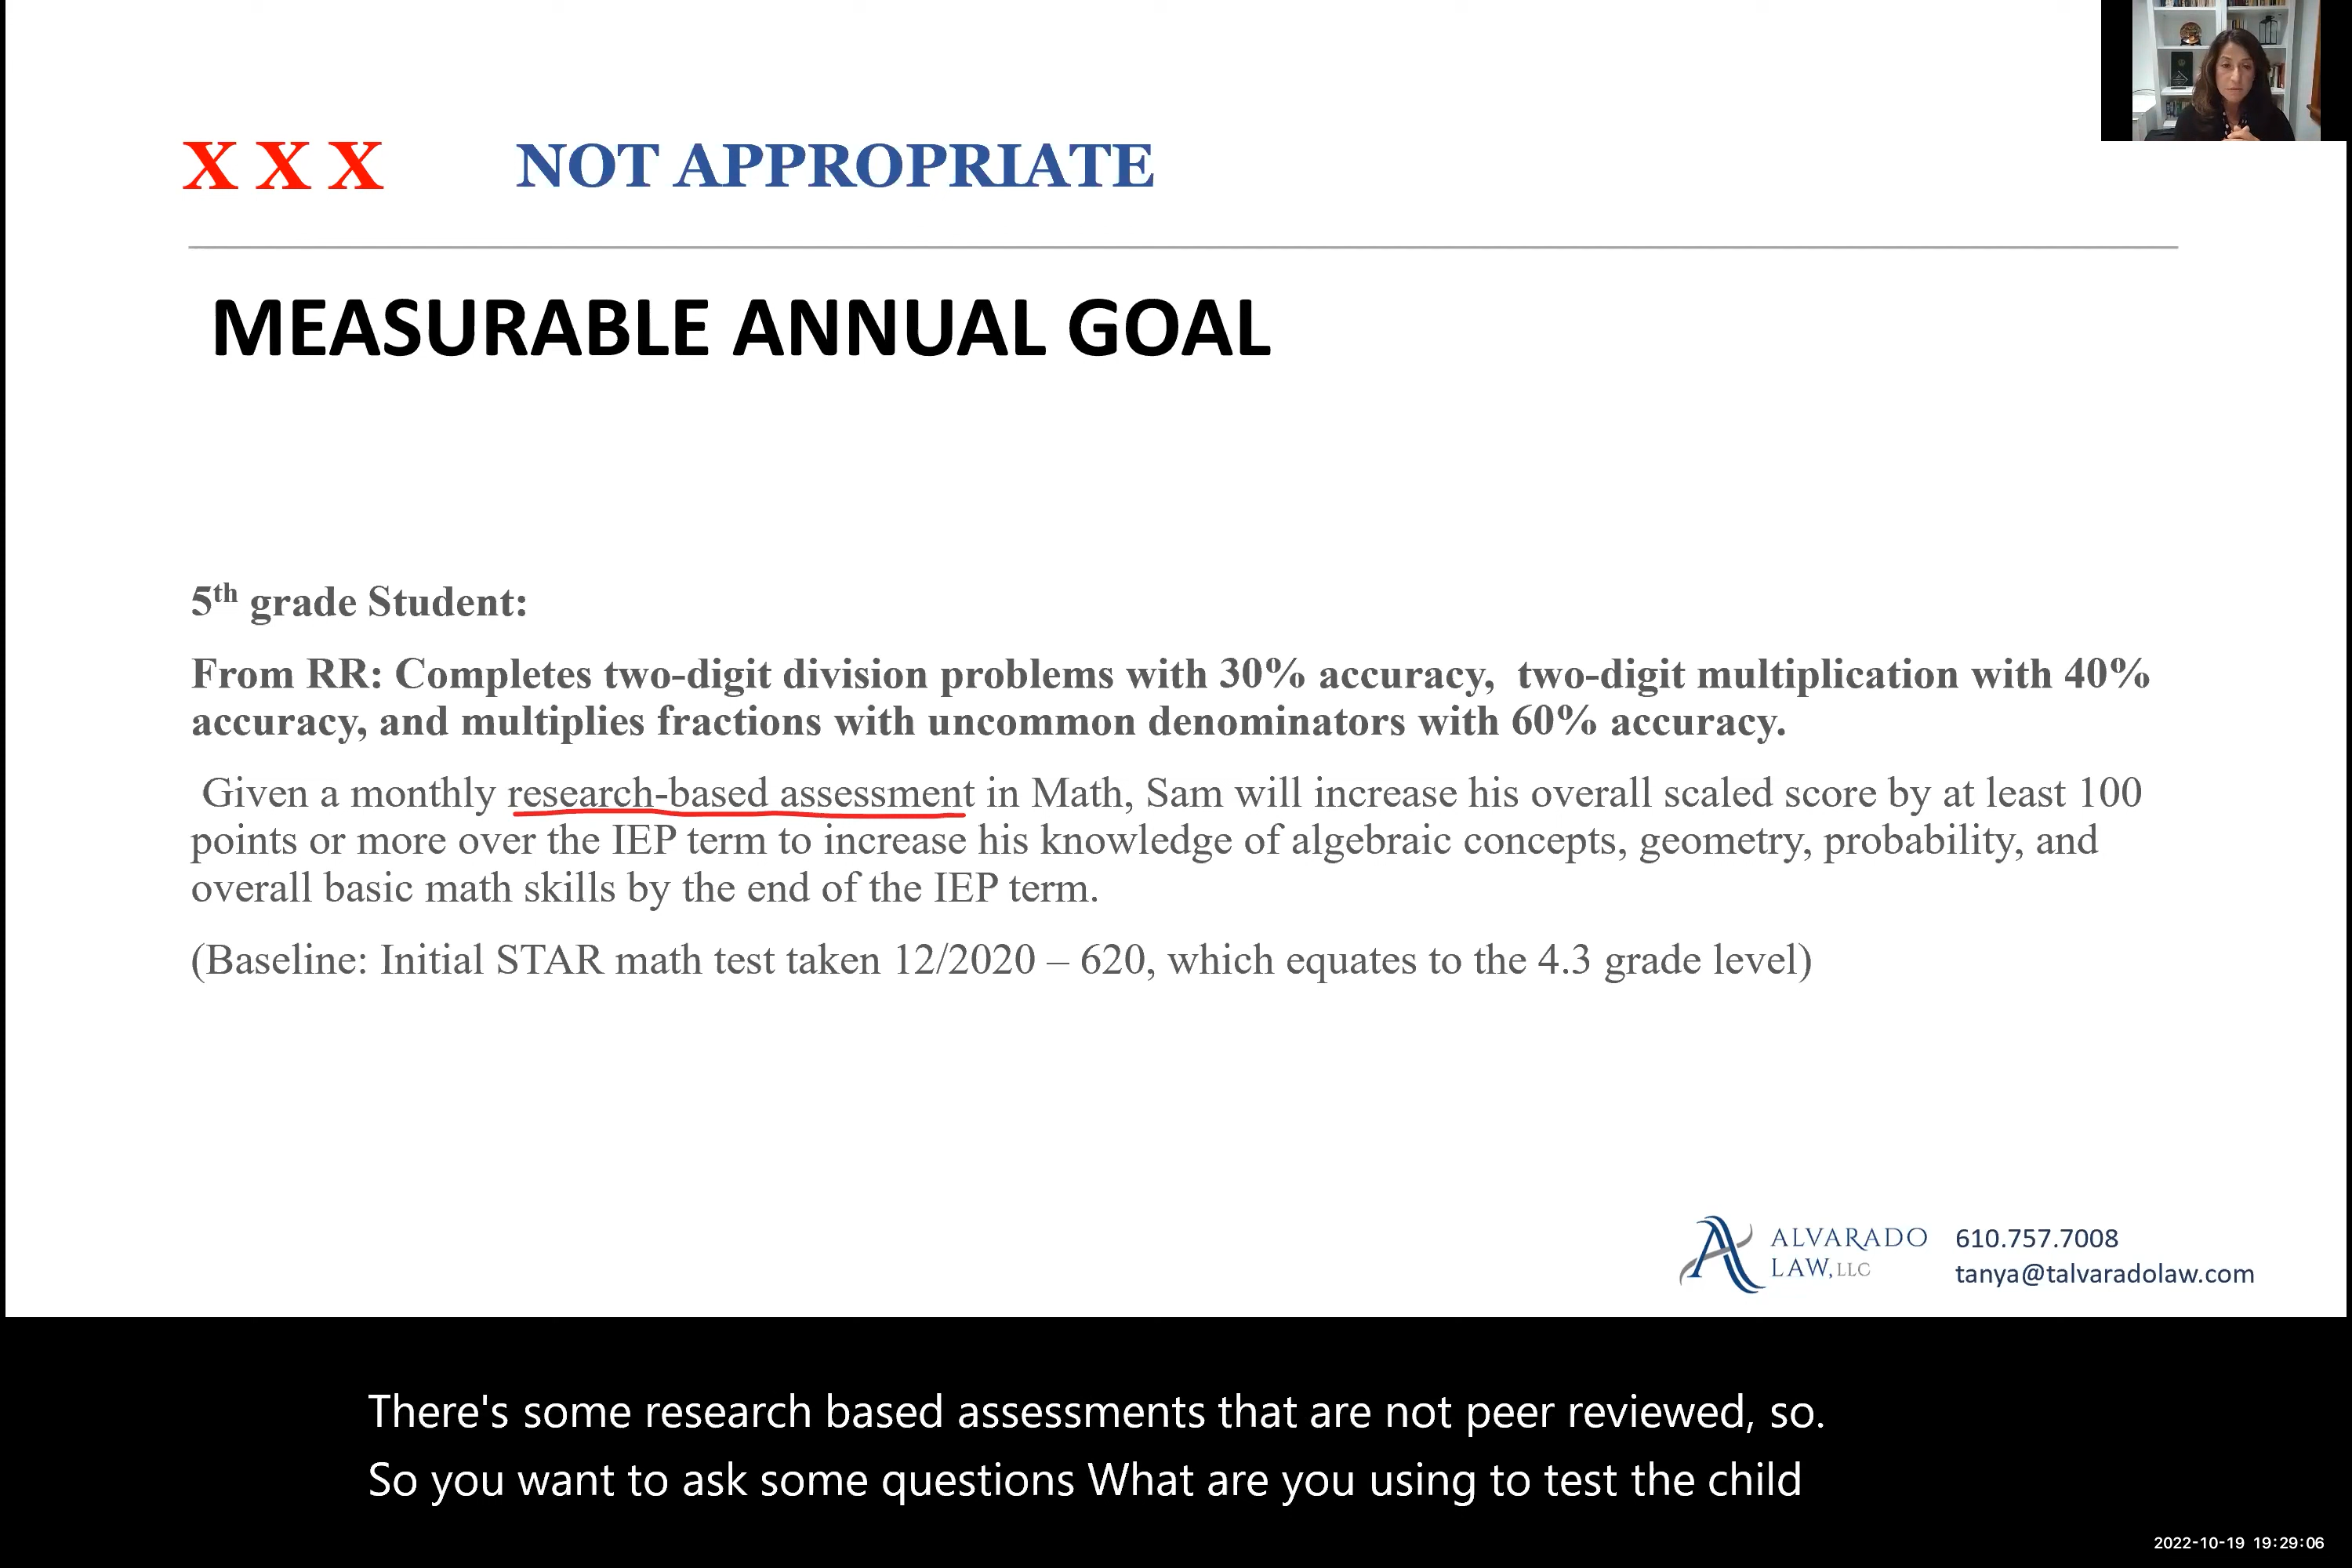 X X X NOT APPROPRIATE
MEASURABLE ANNUAL GOAL
5th grade Student:
From RR: Completes two-digit division problems with 30% accuracy, two-digit multiplication with 40%
accuracy, and multiplies fractions with uncommon denominators with 60% accuracy.
Given a monthly research-based assessment in Math, Sam will increase his overall scaled score by at least 100
points or more over the IEP term to increase his knowledge of algebraic concepts, geometry, probability, and
overall basic math skills by the end of the IEP term.
(Baseline: Initial STAR math test taken 12/2020 – 620, which equates to the 4.3 grade level)
ALVARADO
LAW, LLC
610.757.7008
tanya@talvaradolaw.com
There's some research based assessments that are not peer reviewed, so.
So you want to ask some questions What are you using to test the child
2022-10-19 19:29:06